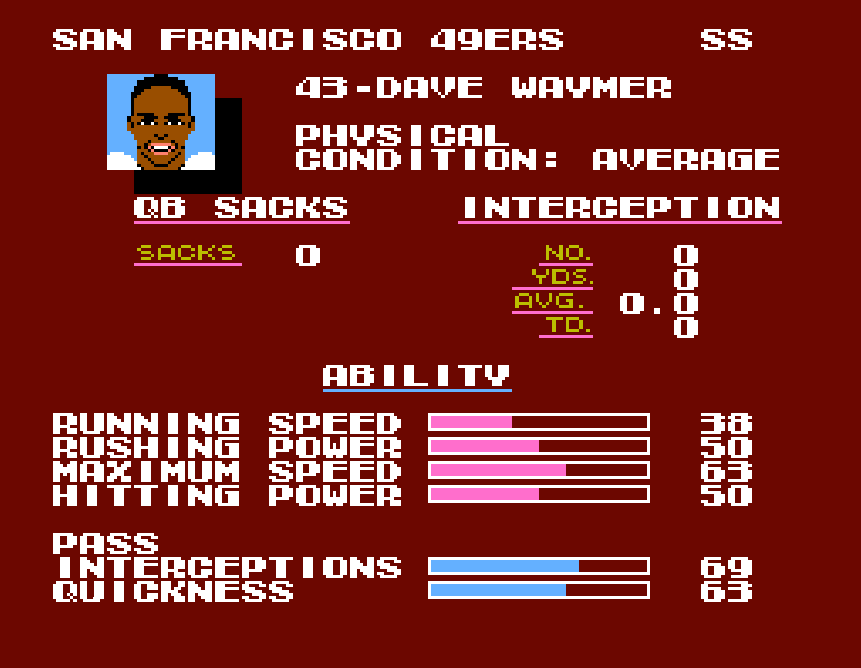 SAN FRANCISCO 49ERS SS
43-DAVE WAYMER
PHYSICAL
CONDITION: AVERAGE
QB SACKS INTERCEPTION
SACKS 0 NO. 0
YDS. 0
AVG. 0.0
TD. 0
ABILITY
RUNNING SPEED 38
RUSHING POWER 50
MAXIMUM SPEED 63
HITTING POWER 50
PASS
INTERCEPTIONS 69
QUICKNESS 63